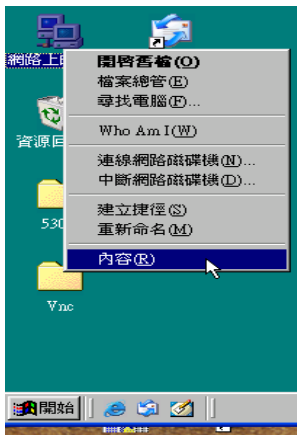 網路上
開啓舊檔(O)
檔案總管(E)
尋找電腦(F)...
Who Am I(W)
資源回
連線網路磁碟機(N)...
中斷網路磁碟機(D)...
建立捷徑(S)
530
重新命名(M)
內容(R)
Vnc
開始